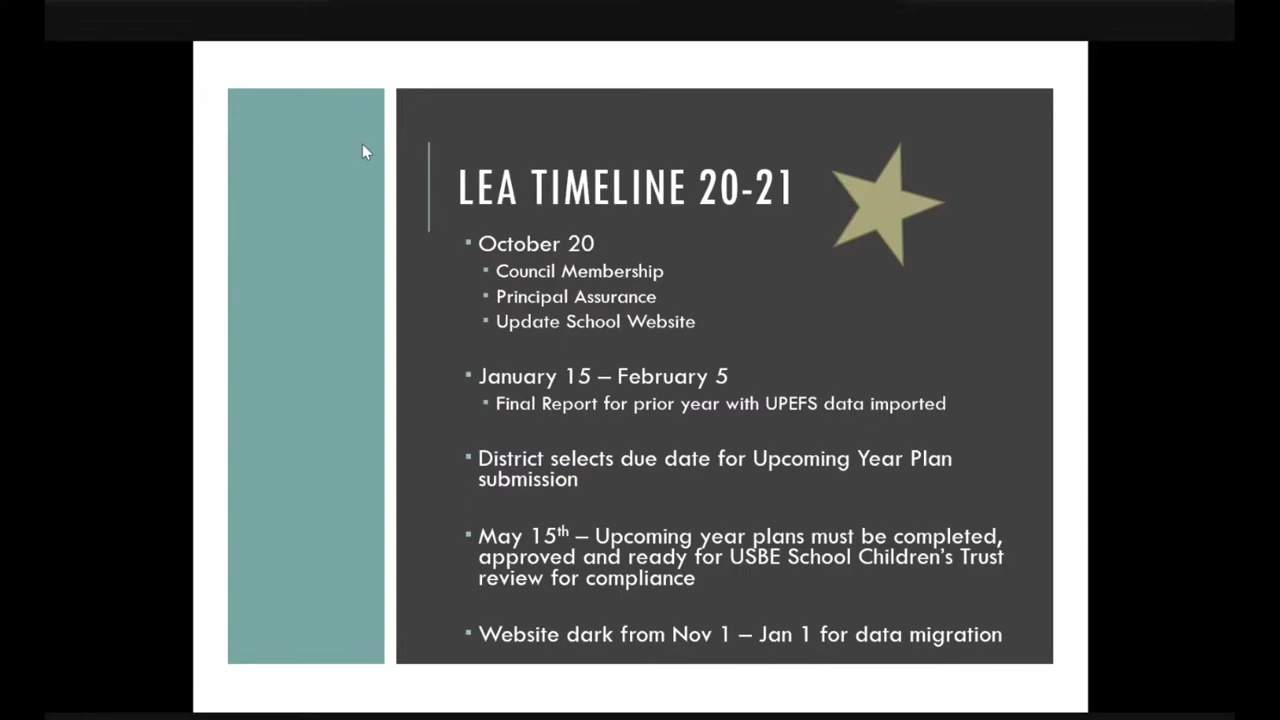 LEA TIMELINE 20-21
▪ October 20
▪ Council Membership
▪ Principal Assurance
▪ Update School Website
▪ January 15 – February 5
▪ Final Report for prior year with UPEFS data imported
▪ District selects due date for Upcoming Year Plan
submission
▪ May 15th – Upcoming year plans must be completed,
approved and ready for USBE School Children's Trust
review for compliance
▪ Website dark from Nov 1 – Jan 1 for data migration